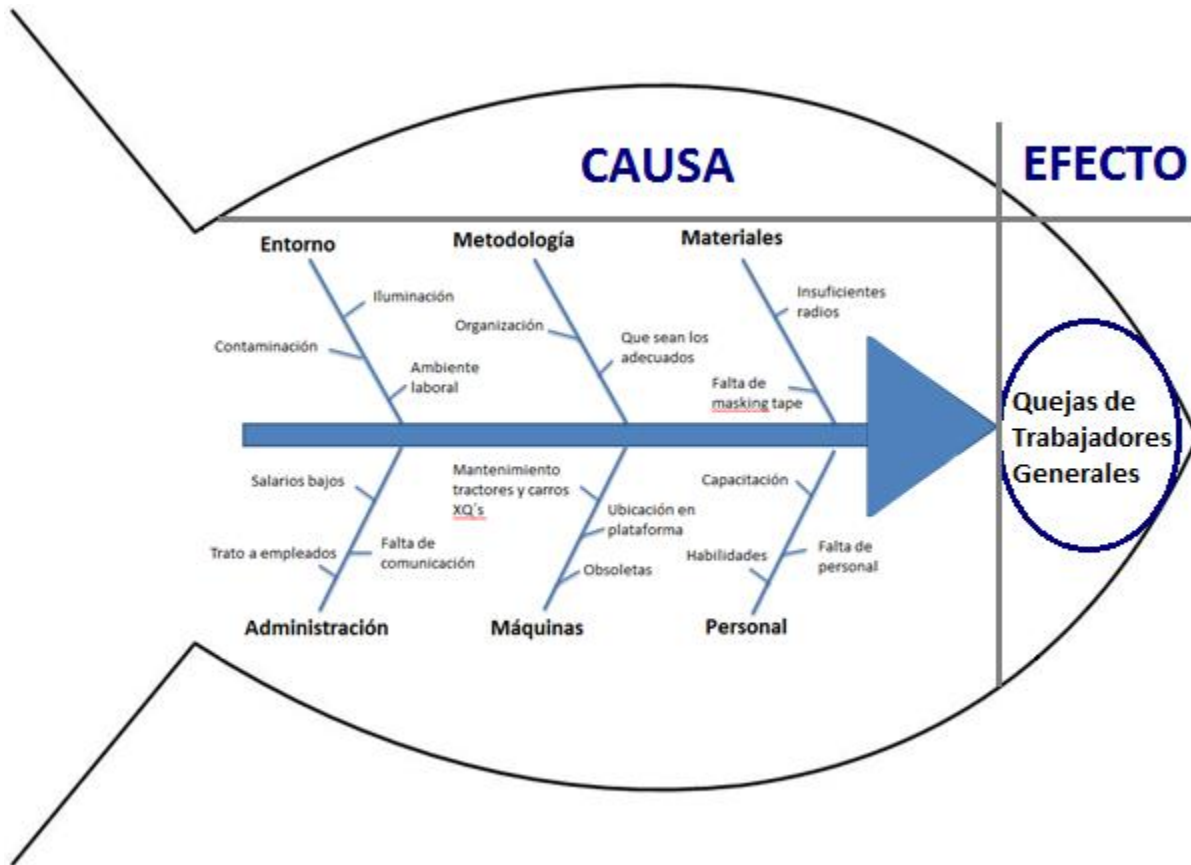 CAUSA
EFECTO
Entorno
Metodología
Materiales
Iluminación
Contaminación
Ambiente
laboral
Organización
Que sean los
adecuados
Insuficientes
radios
Falta de
masking tape
Quejas de
Trabajadores
Generales
Salarios bajos
Trato a empleados
Falta de
comunicación
Mantenimiento
tractores y carros
XQ´s
Ubicación en
plataforma
Obsoletas
Capacitación
Habilidades
Falta de
personal
Administración
Máquinas
Personal